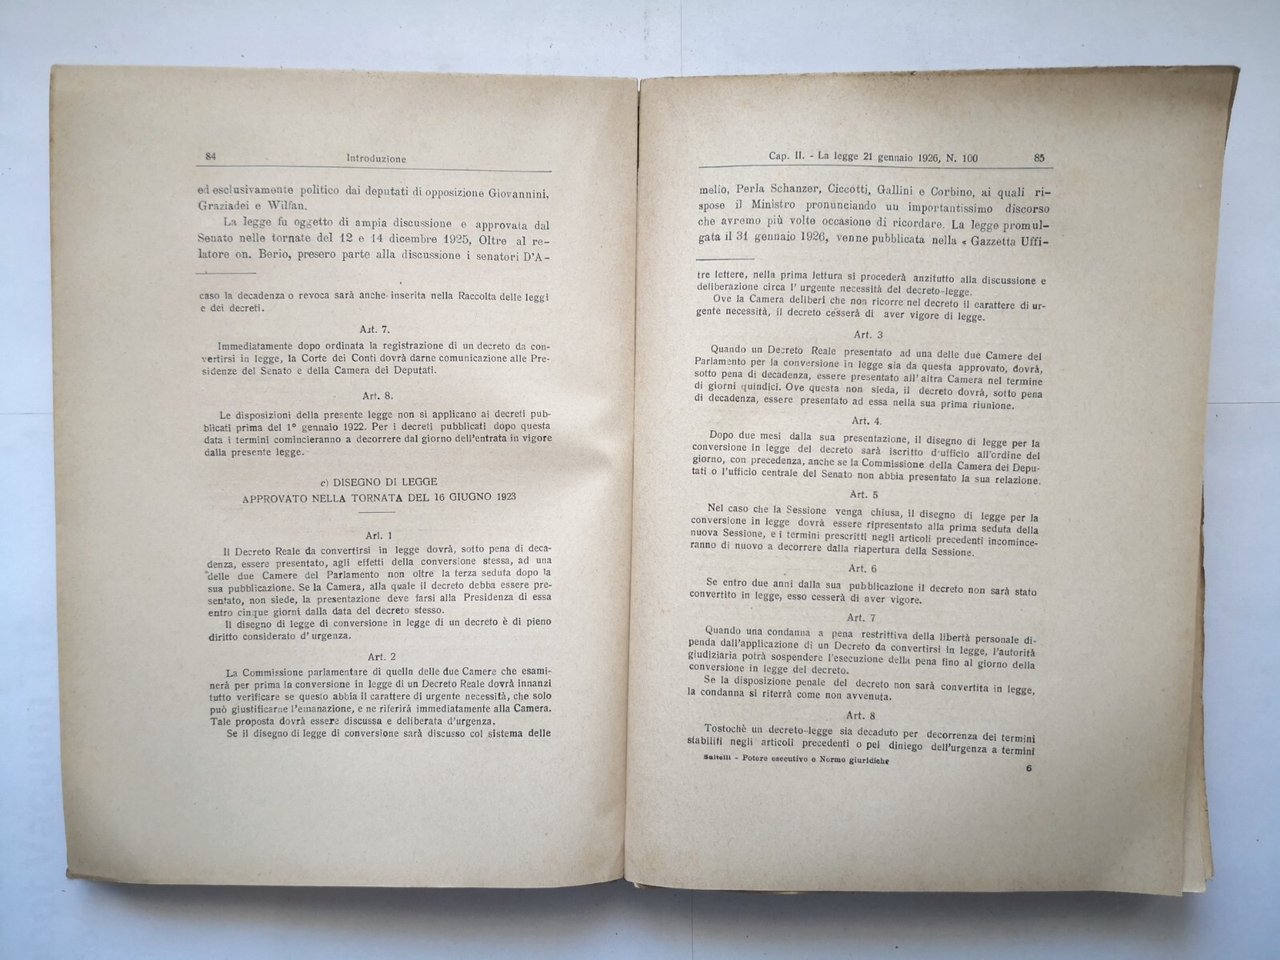 84 Introduzione
ed esclusivamente politico dai deputati di opposizione Giovannini,
Graziadei e Wilfan.
La legge fu oggetto di ampia discussione e approvata dal
Senato nelle tornate del 12 e 14 dicembre 1925, Oltre al re-
latore on. Berio, presero parte alla discussione i senatori D'A-
caso la decadenza o revoca sarà anche inserita nella Raccolta delle leggi
e dei decreti.
Art. 7.
Immediatamente dopo ordinata la registrazione di un decreto da con-
vertirsi in legge, la Corte dei Conti dovrà darne comunicazione alle Pre-
sidenze del Senato e della Camera dei Deputati.
Art. 8.
Le disposizioni della presente legge non si applicano ai decreti pub-
blicati prima del 1° gennaio 1922. Per i decreti pubblicati dopo questa
data i termini comincieranno a decorrere dal giorno dell'entrata in vigore
dalla presente legge.
c) DISEGNO DI LEGGE
APPROVATO NELLA TORNATA DEL 16 GIUGNO 1923
Art. 1
Il Decreto Reale da convertirsi in legge dovrà, sotto pena di deca-
denza, essere presentato, agli effetti della conversione stessa, ad una
delle due Camere del Parlamento non oltre la terza seduta dopo la
sua pubblicazione. Se la Camera, alla quale il decreto debba essere pre-
sentato, non siede, la presentazione deve farsi alla Presidenza di essa
entro cinque giorni dalla data del decreto stesso.
Il disegno di legge di conversione in legge di un decreto è di pieno
diritto considerato d'urgenza.
Art. 2
La Commissione parlamentare di quella delle due Camere che esami-
nerà per prima la conversione in legge di un Decreto Reale dovrà innanzi
tutto verificare se questo abbia il carattere di urgente necessità, che solo
può giustificarne l'emanazione, e ne riferirà immediatamente alla Camera.
Tale proposta dovrà essere discussa e deliberata d'urgenza.
Se il disegno di legge di conversione sarà discusso col sistema delle
Cap. II. - La legge 21 gennaio 1926, N. 100 85
melio, Perla Schanzer, Ciccotti, Gallini e Corbino, ai quali ri-
spose il Ministro pronunciando un importantissimo discorso
che avremo più volte occasione di ricordare. La legge promul-
gata il 31 gennaio 1926, venne pubblicata nella « Gazzetta Uffi-
tre lettere, nella prima lettura si procederà anzitutto alla discussione e
deliberazione circa l'urgente necessità del decreto-legge.
Ove la Camera deliberi che non ricorre nel decreto il carattere di ur-
gente necessità, il decreto cesserà di aver vigore di legge.
Art. 3
Quando un Decreto Reale presentato ad una delle due Camere del
Parlamento per la conversione in legge sia da questa approvato, dovrà,
sotto pena di decadenza, essere presentato all'altra Camera nel termine
di giorni quindici. Ove questa non sieda, il decreto dovrà, sotto pena
di decadenza, essere presentato ad essa nella sua prima riunione.
Art. 4.
Dopo due mesi dalla sua presentazione, il disegno di legge per la
conversione in legge del decreto sarà iscritto d'ufficio all'ordine del
giorno, con precedenza, anche se la Commissione della Camera dei Depu-
tati o l'ufficio centrale del Senato non abbia presentato la sua relazione.
Art. 5
Nel caso che la Sessione venga chiusa, il disegno di legge per la
conversione in legge dovrà essere ripresentato alla prima seduta della
nuova Sessione, e i termini prescritti negli articoli precedenti incomince-
ranno di nuovo a decorrere dalla riapertura della Sessione.
Art. 6
Se entro due anni dalla sua pubblicazione il decreto non sarà stato
convertito in legge, esso cesserà di aver vigore.
Art. 7
Quando una condanna a pena restrittiva della libertà personale di-
penda dall'applicazione di un Decreto da convertirsi in legge, l'autorità
giudiziaria potrà sospendere l'esecuzione della pena fino al giorno della
conversione in legge del decreto.
Se la disposizione penale del decreto non sarà convertita in legge,
la condanna si riterrà come non avvenuta.
Art. 8
Tostochè un decreto-legge sia decaduto per decorrenza dei termini
stabiliti negli articoli precedenti o pel diniego dell'urgenza a termini
Saltelli - Potere esecutivo e Norme giuridiche
6